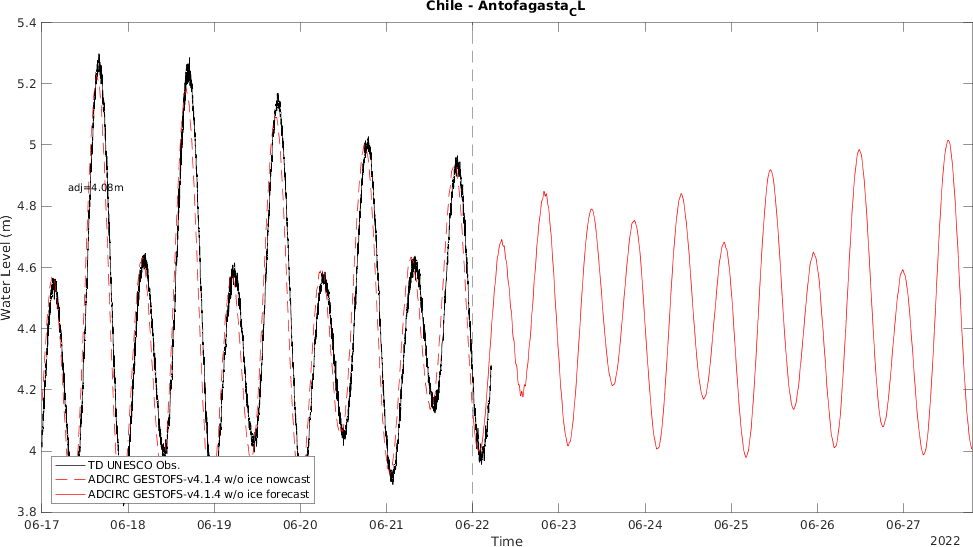 Chile - Antofagasta_CL
5.4
5.2
5
4.8
4.6
4.4
4.2
4
3.8
Water Level (m)
adj=4.08m
TD UNESCO Obs.
ADCIRC GESTOFS-v4.1.4 w/o ice nowcast
ADCIRC GESTOFS-v4.1.4 w/o ice forecast
06-17 06-18 06-19 06-20 06-21 06-22 06-23 06-24 06-25 06-26 06-27
Time
2022